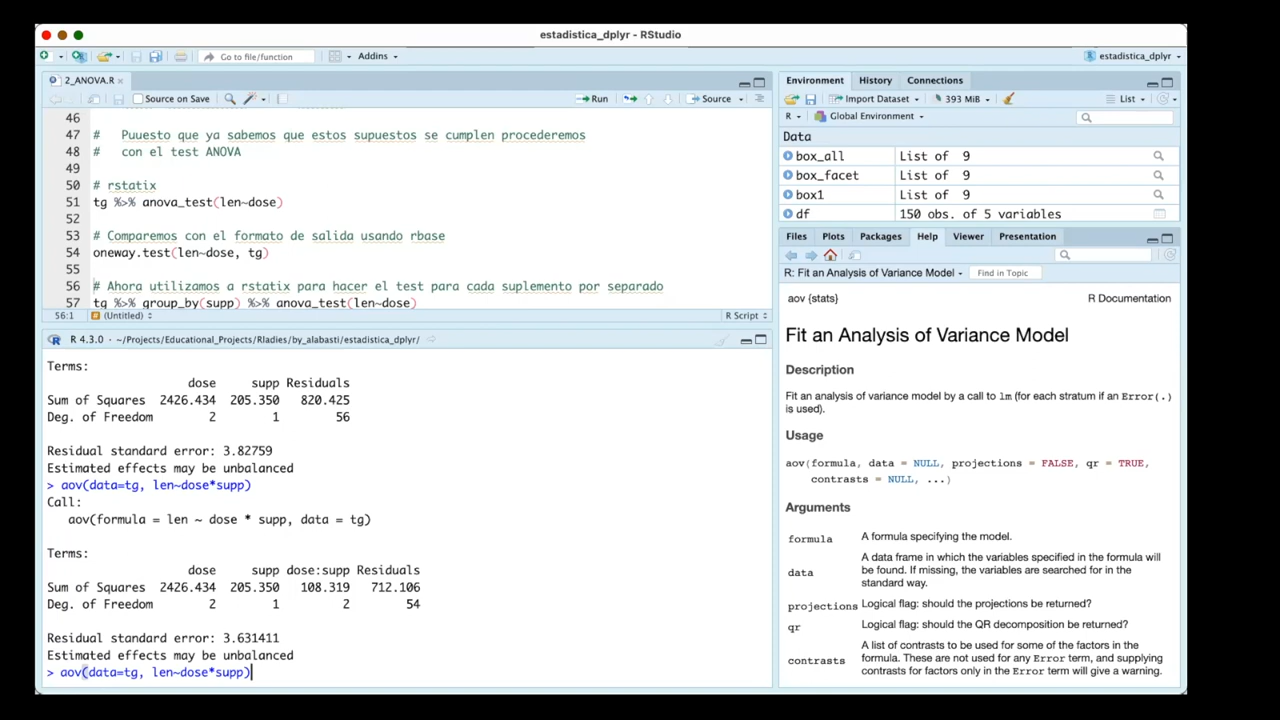 estadistica_dplyr - RStudio
Go to file/function
Addins
estadistica_dplyr
2_ANOVA.R
Source on Save
Run
Source
46
47 # Puuesto que ya sabemos que estos supuestos se cumplen procederemos
48 # con el test ANOVA
49
50 # rstatix
51 tg %>% anova_test(len~dose)
52
53 # Comparemos con el formato de salida usando rbase
54 oneway.test(len~dose, tg)
55
56 # Ahora utilizamos a rstatix para hacer el test para cada suplemento por separado
57 tg %>% group_by(supp) %>% anova_test(len~dose)
56:1 (Untitled) R Script
R 4.3.0 · ~/Projects/Educational_Projects/Rladies/by_alabasti/estadistica_dplyr/
Terms:
dose supp Residuals
Sum of Squares 2426.434 205.350 820.425
Deg. of Freedom 2 1 56
Residual standard error: 3.82759
Estimated effects may be unbalanced
> aov(data=tg, len~dose*supp)
Call:
aov(formula = len ~ dose * supp, data = tg)
Terms:
dose supp dose:supp Residuals
Sum of Squares 2426.434 205.350 108.319 712.106
Deg. of Freedom 2 1 2 54
Residual standard error: 3.631411
Estimated effects may be unbalanced
> aov(data=tg, len~dose*supp)
Environment History Connections
Import Dataset 393 MiB List
R Global Environment
Data
box_all List of 9
box_facet List of 9
box1 List of 9
df 150 obs. of 5 variables
Files Plots Packages Help Viewer Presentation
R: Fit an Analysis of Variance Model Find in Topic
aov {stats} R Documentation
Fit an Analysis of Variance Model
Description
Fit an analysis of variance model by a call to lm (for each stratum if an Error(.)
is used).
Usage
aov(formula, data = NULL, projections = FALSE, qr = TRUE,
contrasts = NULL, ...)
Arguments
formula A formula specifying the model.
data A data frame in which the variables specified in the formula will
be found. If missing, the variables are searched for in the
standard way.
projections Logical flag: should the projections be returned?
qr Logical flag: should the QR decomposition be returned?
contrasts A list of contrasts to be used for some of the factors in the
formula. These are not used for any Error term, and supplying
contrasts for factors only in the Error term will give a warning.